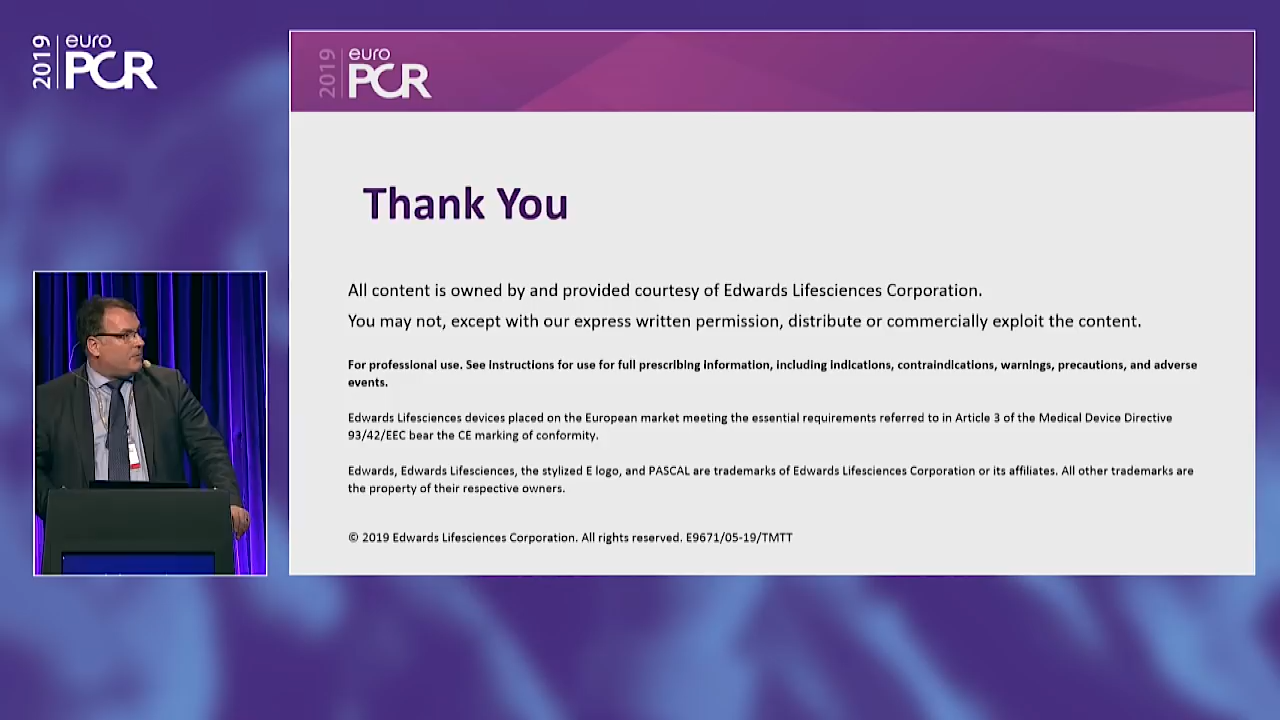 2019 euro PCR
2019 euro PCR
Thank You
All content is owned by and provided courtesy of Edwards Lifesciences Corporation.
You may not, except with our express written permission, distribute or commercially exploit the content.
For professional use. See instructions for use for full prescribing information, including indications, contraindications, warnings, precautions, and adverse
events.
Edwards Lifesciences devices placed on the European market meeting the essential requirements referred to in Article 3 of the Medical Device Directive
93/42/EEC bear the CE marking of conformity.
Edwards, Edwards Lifesciences, the stylized E logo, and PASCAL are trademarks of Edwards Lifesciences Corporation or its affiliates. All other trademarks are
the property of their respective owners.
© 2019 Edwards Lifesciences Corporation. All rights reserved. E9671/05-19/TMTT